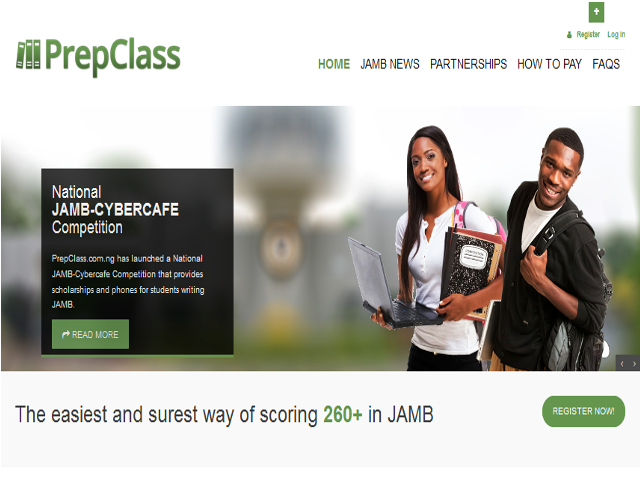 Register Log in
PrepClass
HOME JAMB NEWS PARTNERSHIPS HOW TO PAY FAQS
National
JAMB-CYBERCAFE
Competition
PrepClass.com.ng has launched a National
JAMB-Cybercafe Competition that provides
scholarships and phones for students writing
JAMB.
READ MORE
The easiest and surest way of scoring 260+ in JAMB
REGISTER NOW!